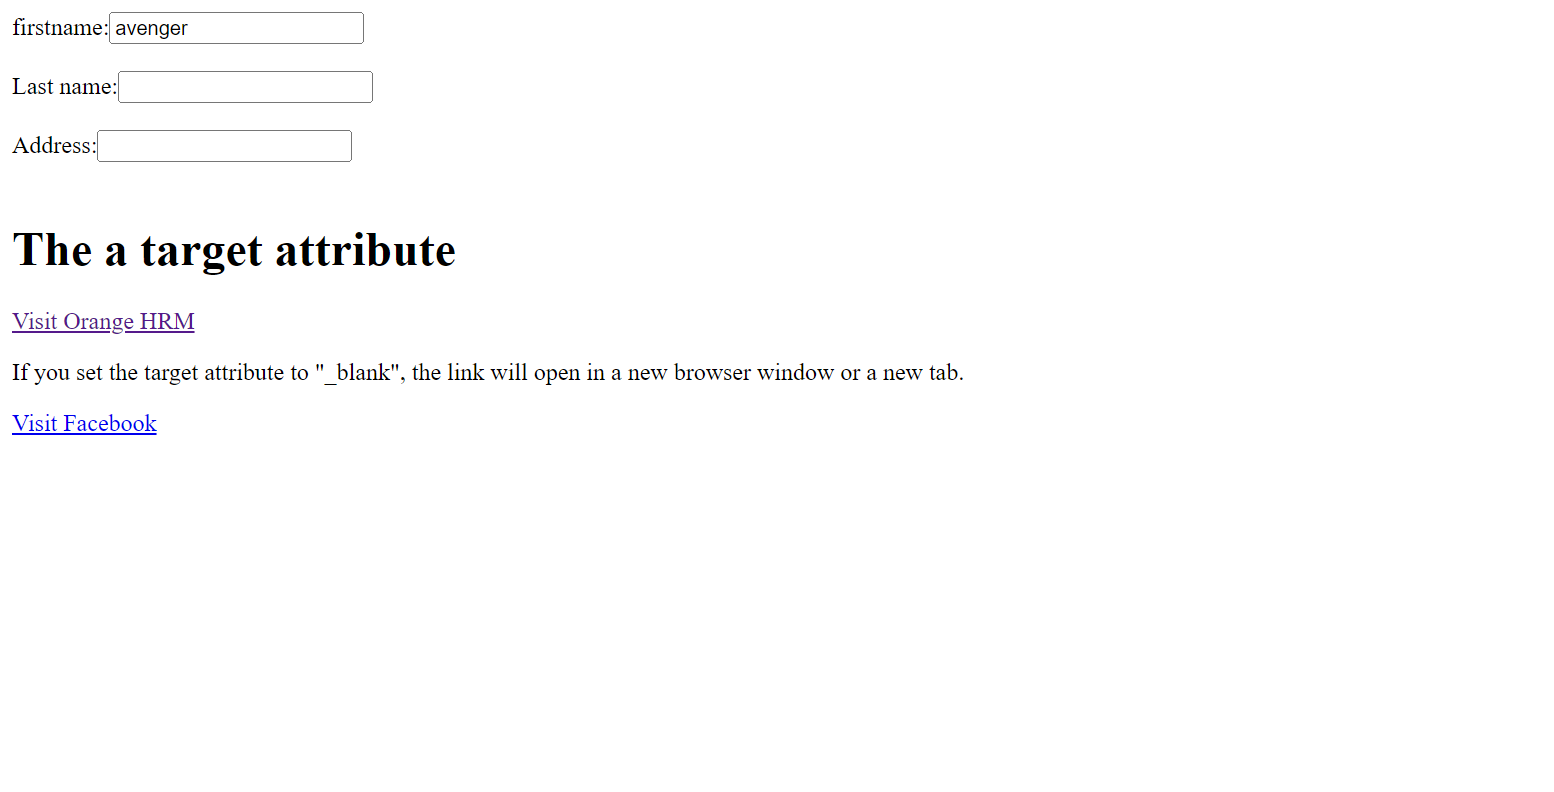 firstname: avenger
Last name:
Address:
The a target attribute
Visit Orange HRM
If you set the target attribute to "_blank", the link will open in a new browser window or a new tab.
Visit Facebook